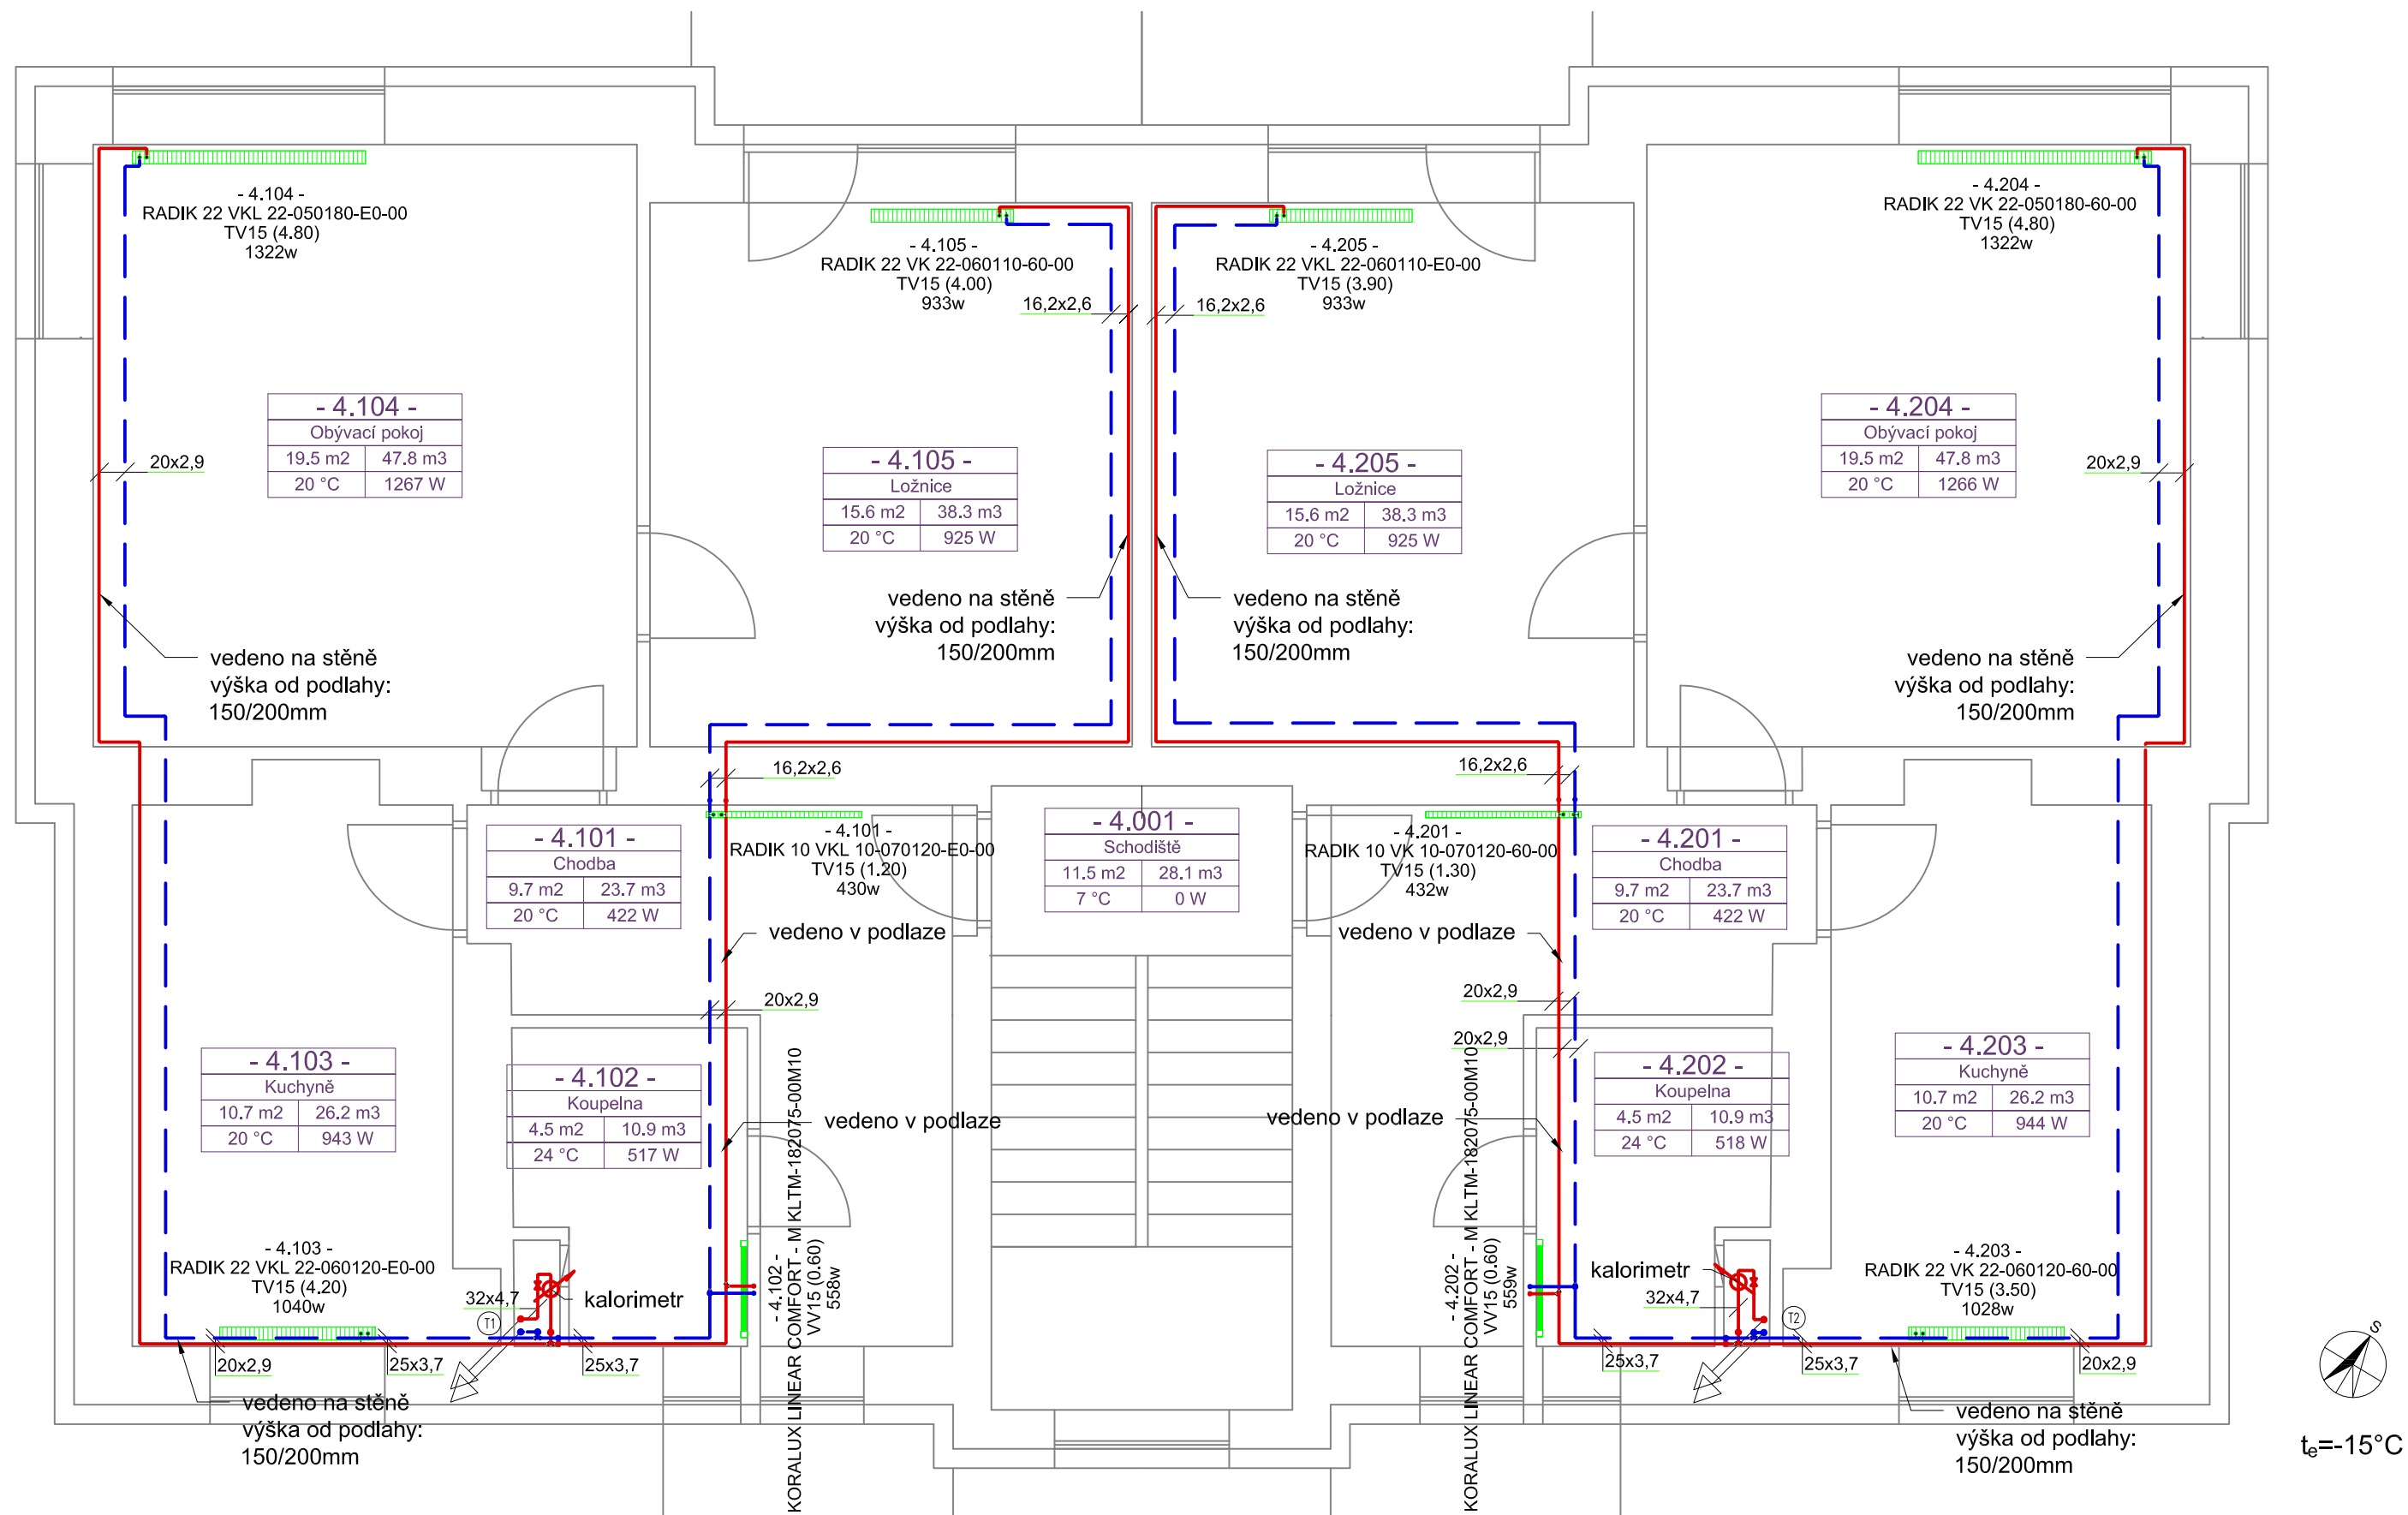 - 4.104 -
RADIK 22 VKL 22-050180-E0-00
TV15 (4.80)
1322w
- 4.105 -
RADIK 22 VK 22-060110-60-00
TV15 (4.00)
933w
16,2x2,6
- 4.205 -
RADIK 22 VKL 22-060110-E0-00
TV15 (3.90)
933w
16,2x2,6
- 4.204 -
RADIK 22 VK 22-050180-60-00
TV15 (4.80)
1322w
- 4.104 -
Obývací pokoj
19.5 m2 47.8 m3
20 °C 1267 W
20x2,9
- 4.105 -
Ložnice
15.6 m2 38.3 m3
20 °C 925 W
- 4.205 -
Ložnice
15.6 m2 38.3 m3
20 °C 925 W
- 4.204 -
Obývací pokoj
19.5 m2 47.8 m3
20 °C 1266 W
20x2,9
vedeno na stěně
výška od podlahy:
150/200mm
vedeno na stěně
výška od podlahy:
150/200mm
vedeno na stěně
výška od podlahy:
150/200mm
vedeno na stěně
výška od podlahy:
150/200mm
16,2x2,6
16,2x2,6
- 4.101 -
Chodba
9.7 m2 23.7 m3
20 °C 422 W
- 4.101 -
RADIK 10 VKL 10-070120-E0-00
TV15 (1.20)
430w
- 4.001 -
Schodiště
11.5 m2 28.1 m3
7 °C 0 W
- 4.201 -
RADIK 10 VK 10-070120-60-00
TV15 (1.30)
432w
- 4.201 -
Chodba
9.7 m2 23.7 m3
20 °C 422 W
vedeno v podlaze
vedeno v podlaze
20x2,9
20x2,9
20x2,9
- 4.103 -
Kuchyně
10.7 m2 26.2 m3
20 °C 943 W
- 4.102 -
Koupelna
4.5 m2 10.9 m3
24 °C 517 W
vedeno v podlaze
vedeno v podlaze
- 4.202 -
Koupelna
4.5 m2 10.9 m3
24 °C 518 W
- 4.203 -
Kuchyně
10.7 m2 26.2 m3
20 °C 944 W
- 4.103 -
RADIK 22 VKL 22-060120-E0-00
TV15 (4.20)
1040w
32x4,7
T1
kalorimetr
- 4.102 -
KORALUX LINEAR COMFORT - M KLTM-182075-00M10
VV15 (0.60)
558w
- 4.202 -
KORALUX LINEAR COMFORT - M KLTM-182075-00M10
VV15 (0.60)
559w
kalorimetr
32x4,7
T2
- 4.203 -
RADIK 22 VK 22-060120-60-00
TV15 (3.50)
1028w
20x2,9
25x3,7
25x3,7
25x3,7
25x3,7
20x2,9
vedeno na stěně
výška od podlahy:
150/200mm
vedeno na stěně
výška od podlahy:
150/200mm
S
te=-15°C